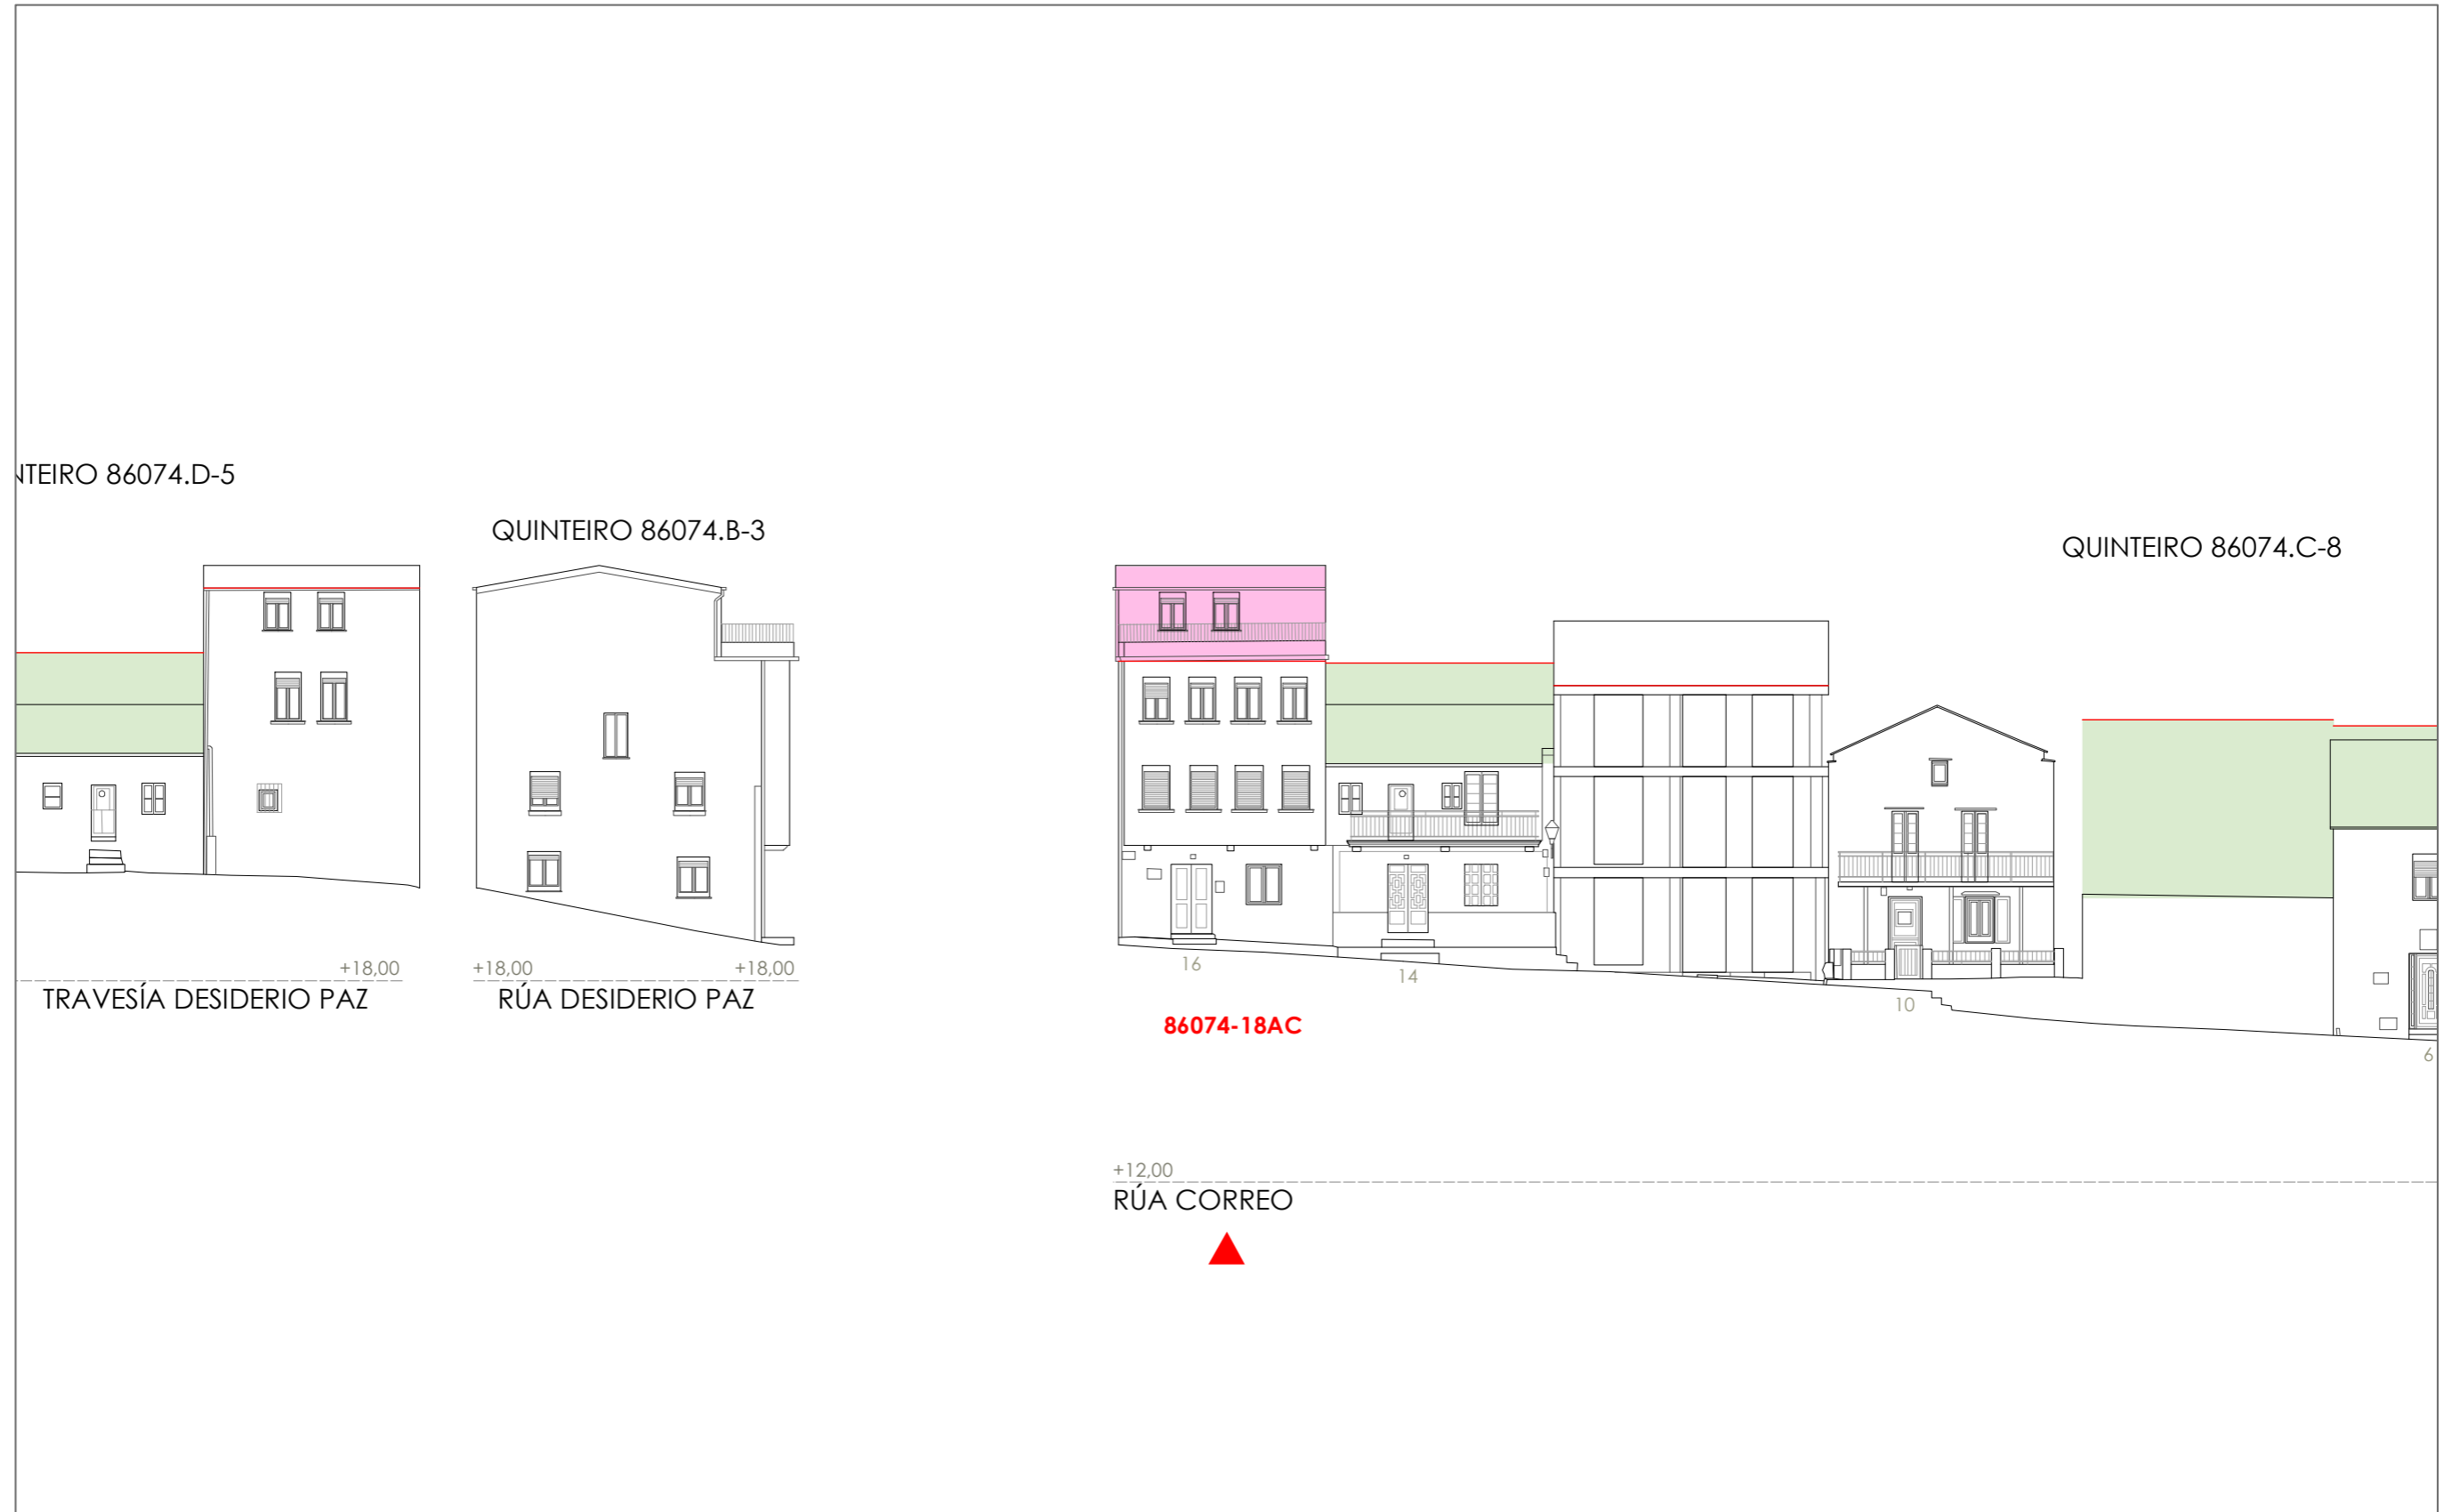 NTEIRO 86074.D-5
QUINTEIRO 86074.B-3
QUINTEIRO 86074.C-8
+18,00
+18,00
+18,00
TRAVESÍA DESIDERIO PAZ
RÚA DESIDERIO PAZ
16
14
10
6
86074-18AC
+12,00
RÚA CORREO